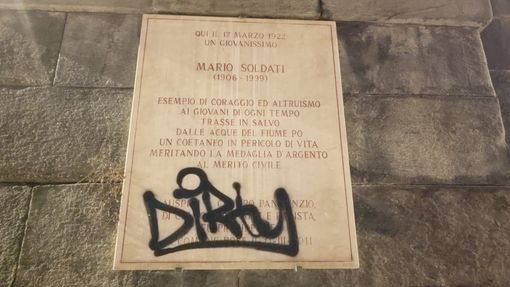 QUI IL 17 MARZO 1922
UN GIOVANISSIMO
MARIO SOLDATI
(1906 - 1999)
ESEMPIO DI CORAGGIO ED ALTRUISMO
AI GIOVANI DI OGNI TEMPO
TRASSE IN SALVO
DALLE ACQUE DEL FIUME PO
UN COETANEO IN PERICOLO DI VITA
MERITANDO LA MEDAGLIA D'ARGENTO
AL MERITO CIVILE
DIRTY